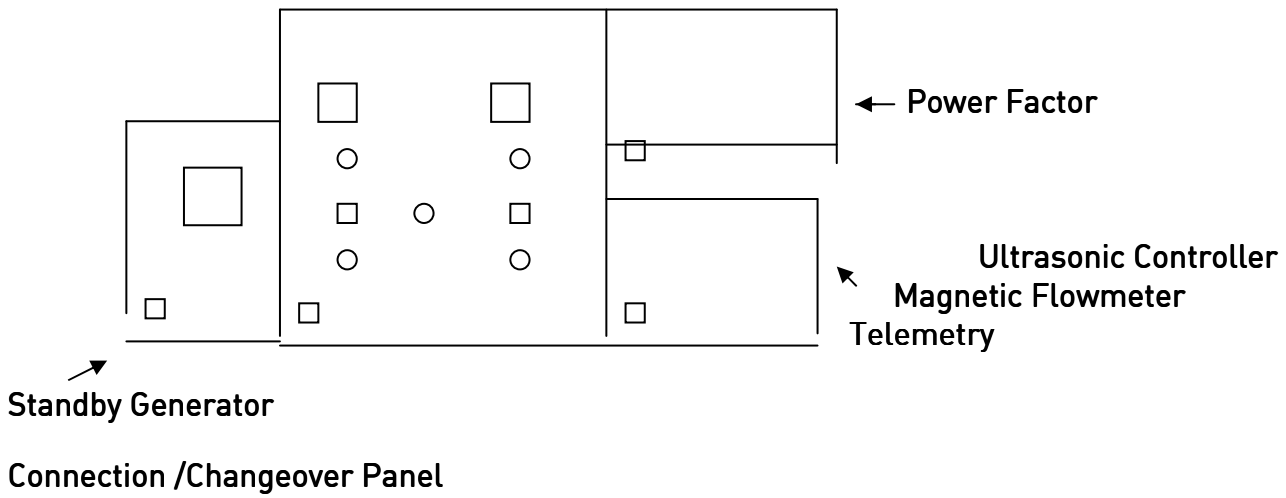 Power Factor
Ultrasonic Controller
Magnetic Flowmeter
Telemetry
Standby Generator
Connection /Changeover Panel